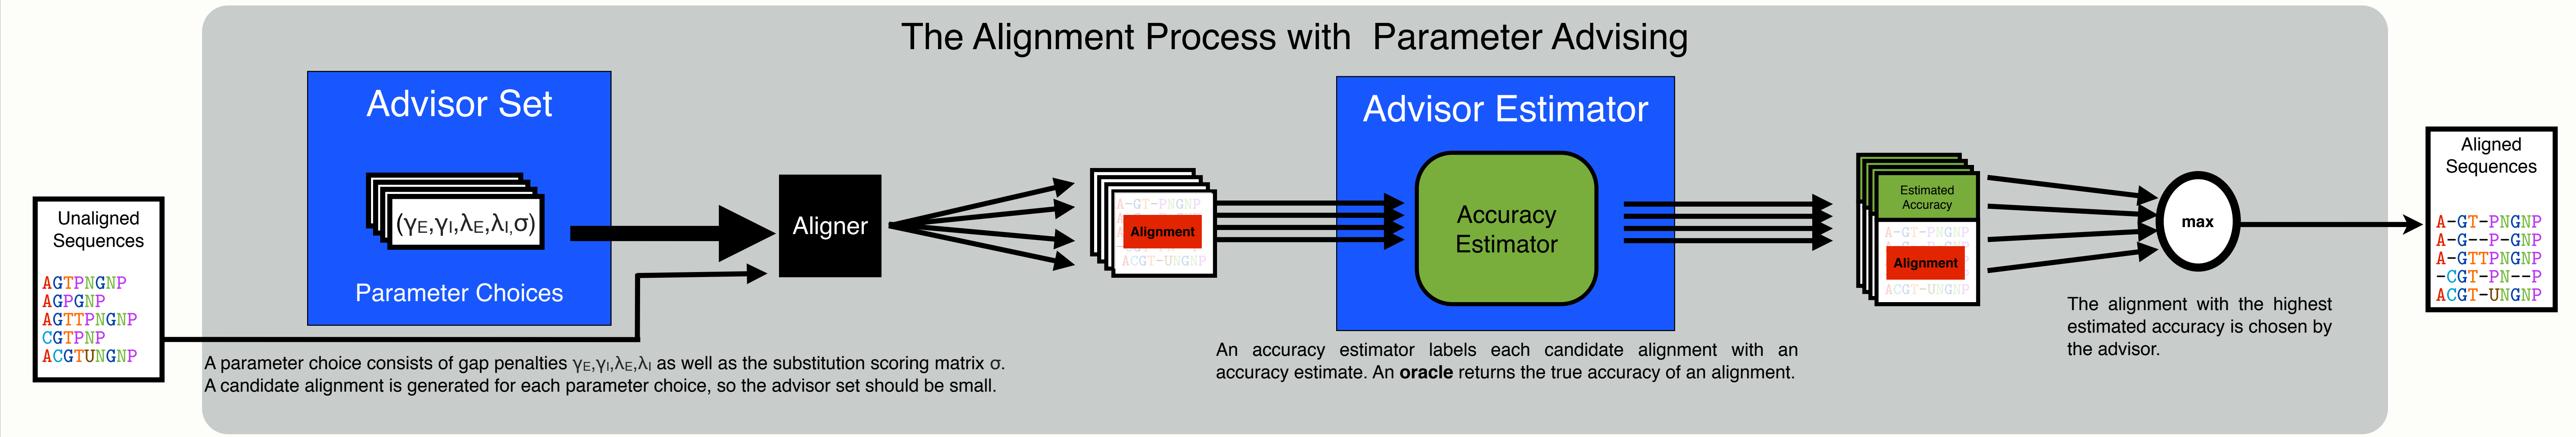 The Alignment Process with Parameter Advising
Unaligned
Sequences
AGTPNGNP
AGPGNP
AGTTPNGNP
CGTPNP
ACGTUNGNP
Advisor Set
(γE,γI,λE,λI,σ)
Parameter Choices
A parameter choice consists of gap penalties γE,γI,λE,λI as well as the substitution scoring matrix σ.
A candidate alignment is generated for each parameter choice, so the advisor set should be small.
Aligner
A-GT-PNGNP
Alignment
ACGT-UNGNP
Advisor Estimator
Accuracy
Estimator
An accuracy estimator labels each candidate alignment with an
accuracy estimate. An oracle returns the true accuracy of an alignment.
Estimated
Accuracy
A-GT-PNGNP
Alignment
ACGT-UNGNP
max
The alignment with the highest
estimated accuracy is chosen by
the advisor.
Aligned
Sequences
A-GT-PNGNP
A-G--P-GNP
A-GTTPNGNP
-CGT-PN--P
ACGT-UNGNP